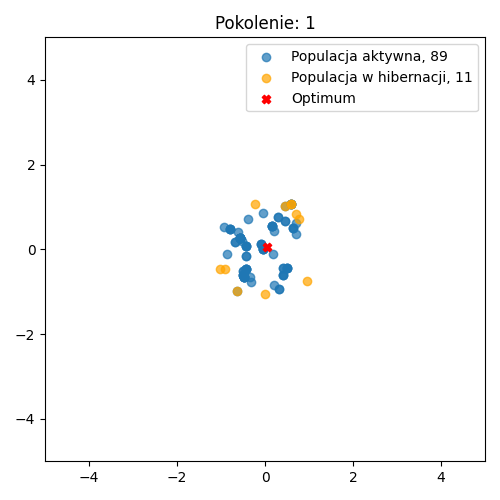 Pokolenie: 1
Populacja aktywna, 89
Populacja w hibernacji, 11
Optimum
4
2
0
−2
−4
−4
−2
0
2
4